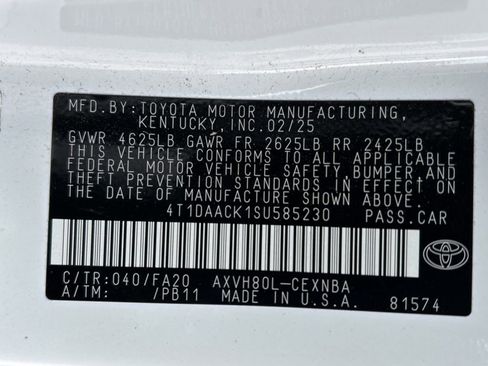 MFD.BY:TOYOTA MOTOR MANUFACTURING,
KENTUCKY, INC.02/25
GVWR 4625LB GAWR FR 2625LB RR 2425LB
THIS VEHICLE CONFORMS TO ALL APPLICABLE
FEDERAL MOTOR VEHICLE SAFETY, BUMPER, AND
THEFT PREVENTION STANDARDS IN EFFECT ON
THE DATE OF MANUFACTURE SHOWN ABOVE.
4T1DAACK1SU585230 PASS.CAR
C/TR:040/FA20 AXVH80L-CEXNBA
A/TM: /PB11 MADE IN U.S.A. 81574